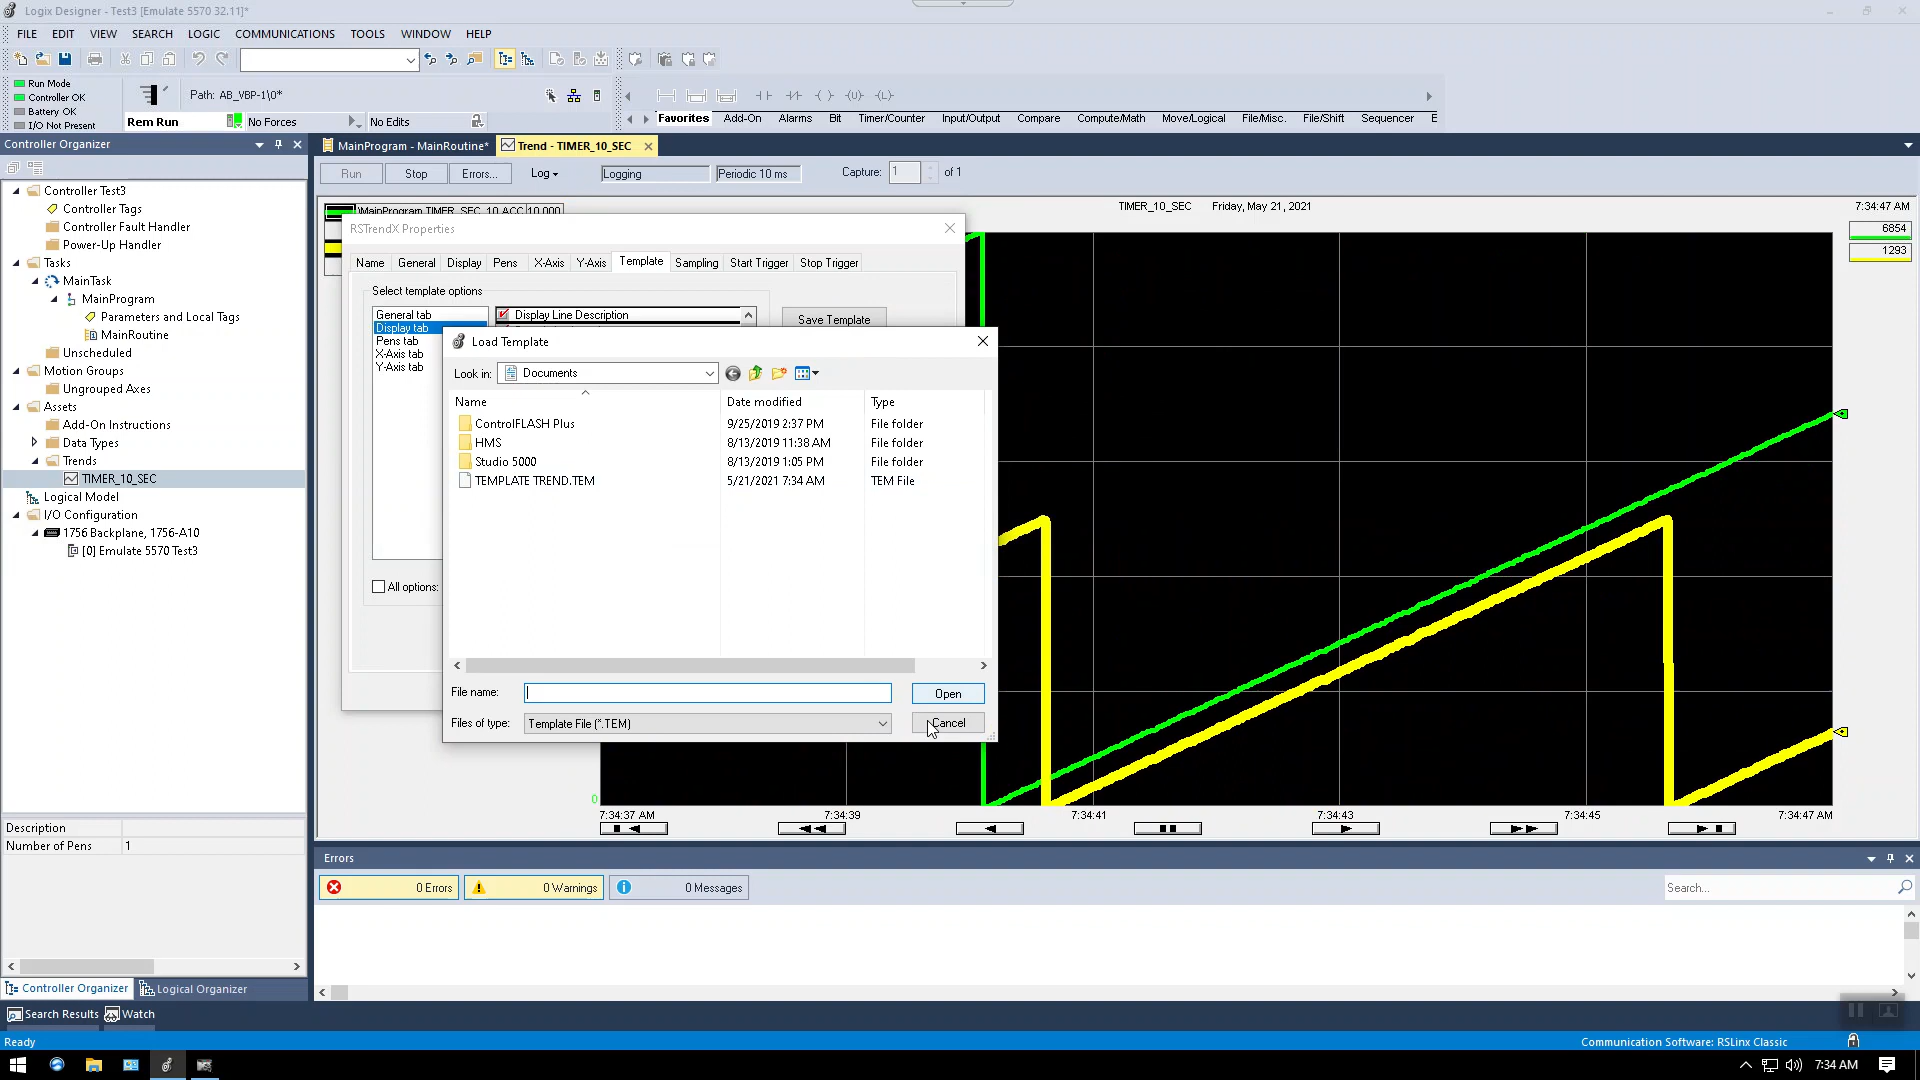 Logix Designer - Test3 [Emulate 5570 32.11]*
FILE EDIT VIEW SEARCH LOGIC COMMUNICATIONS TOOLS WINDOW HELP
Run Mode
Controller OK
Battery OK
I/O Not Present
Path: AB_VBP-1\0*
Rem Run No Forces No Edits
Favorites Add-On Alarms Bit Timer/Counter Input/Output Compare Compute/Math Move/Logical File/Misc. File/Shift Sequencer E
Controller Organizer
MainProgram - MainRoutine*
Trend - TIMER_10_SEC
Run Stop Errors... Log Logging Periodic 10 ms Capture: 1 of 1
Controller Test3
Controller Tags
Controller Fault Handler
Power-Up Handler
Tasks
MainTask
MainProgram
Parameters and Local Tags
MainRoutine
Unscheduled
Motion Groups
Ungrouped Axes
Assets
Add-On Instructions
Data Types
Trends
TIMER_10_SEC
Logical Model
I/O Configuration
1756 Backplane, 1756-A10
[0] Emulate 5570 Test3
Description
Number of Pens 1
Controller Organizer Logical Organizer
MainProgram.TIMER_SEC_10.ACC 10,000
TIMER_10_SEC Friday, May 21, 2021 7:34:47 AM
6854
1293
RSTrendX Properties
Name General Display Pens X-Axis Y-Axis Template Sampling Start Trigger Stop Trigger
Select template options
General tab
Display tab
Pens tab
X-Axis tab
Y-Axis tab
Display Line Description
Save Template
All options:
Load Template
Look in: Documents
Name Date modified Type
ControlFLASH Plus 9/25/2019 2:37 PM File folder
HMS 8/13/2019 11:38 AM File folder
Studio 5000 8/13/2019 1:05 PM File folder
TEMPLATE TREND.TEM 5/21/2021 7:34 AM TEM File
File name: Open
Files of type: Template File (*.TEM) Cancel
0
7:34:37 AM 7:34:39 7:34:41 7:34:43 7:34:45 7:34:47 AM
Errors
0 Errors 0 Warnings 0 Messages Search...
Search Results Watch
Ready Communication Software: RSLinx Classic
7:34 AM